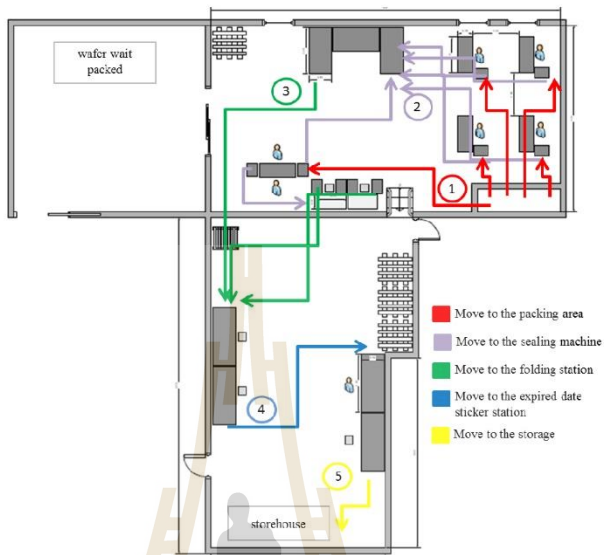 wafer wait
packed
3
2
1
Move to the packing area
Move to the sealing machine
Move to the folding station
Move to the expired date
sticker station
Move to the storage
4
5
storehouse